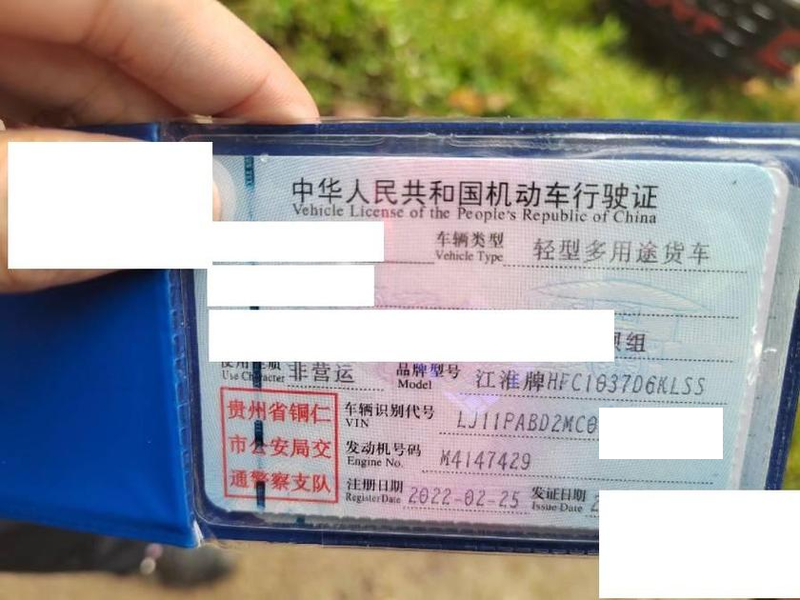 中华人民共和国机动车行驶证
Vehicle License of the People's Republic of China
车辆类型 轻型多用途货车
Vehicle Type
组
Use Character 非营运 品牌型号 江淮牌HFC1037D6KLSS
Model
贵州省铜仁 车辆识别代号 LJ11PABD2MC0
VIN
市公安局交 发动机号码 M4147429
Engine No.
通警察支队 注册日期 2022-02-25 发证日期
Register Date Issue Date